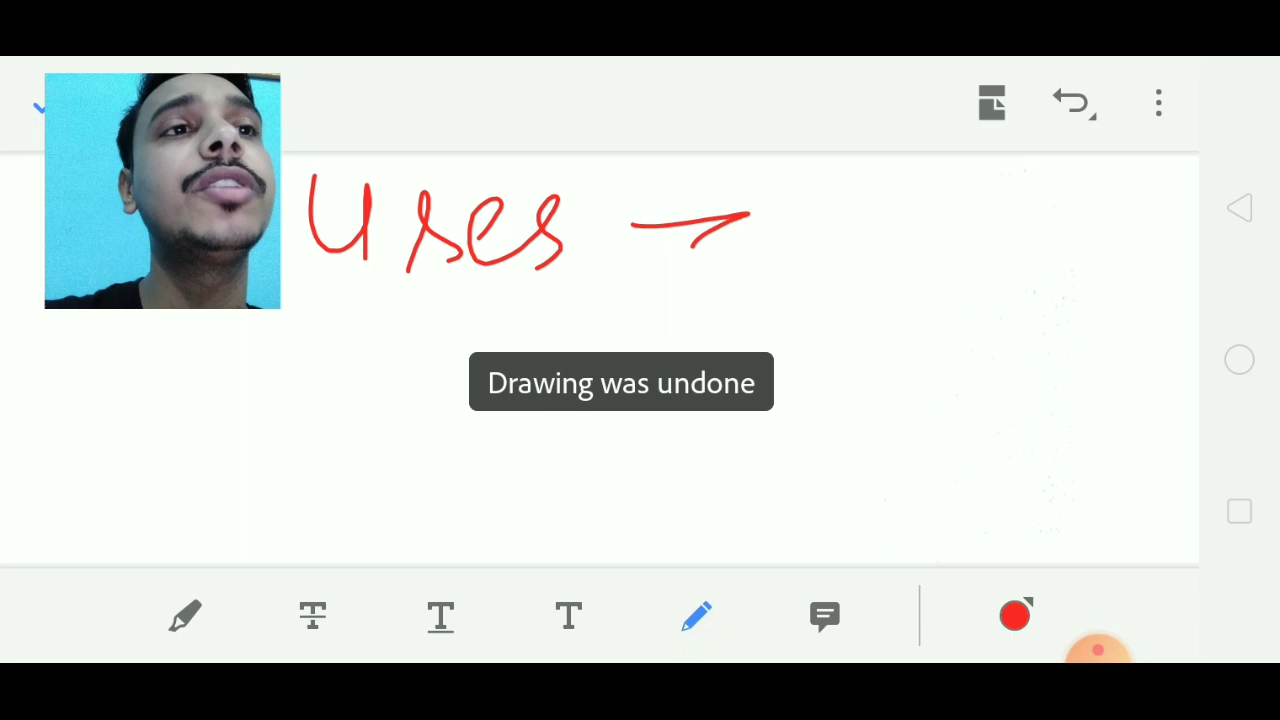 Uses →
Drawing was undone
T T T